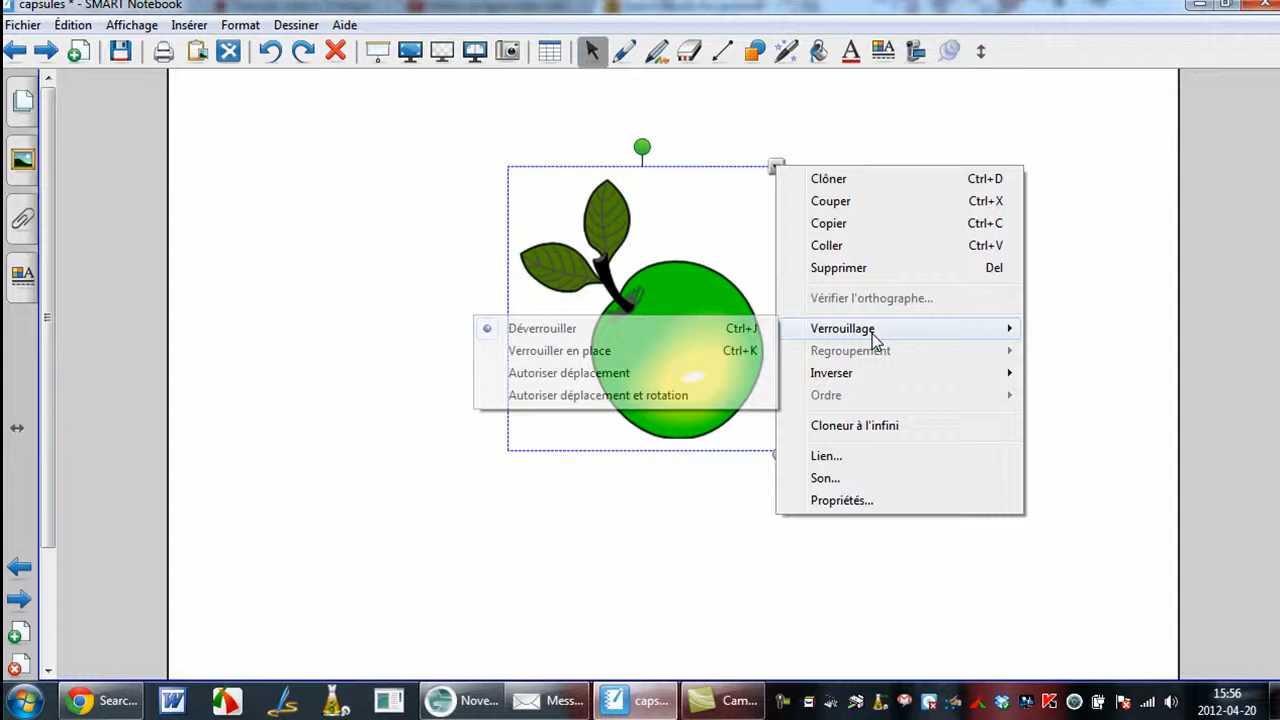 capsules * - SMART Notebook
Fichier Édition Affichage Insérer Format Dessiner Aide
Clôner Ctrl+D
Couper Ctrl+X
Copier Ctrl+C
Coller Ctrl+V
Supprimer Del
Vérifier l'orthographe...
Verrouillage
Regroupement
Inverser
Ordre
Cloneur à l'infini
Lien...
Son...
Propriétés...
Déverrouiller Ctrl+J
Verrouiller en place Ctrl+K
Autoriser déplacement
Autoriser déplacement et rotation
Searc... Nove... Mess... caps... Cam...
15:56
2012-04-20